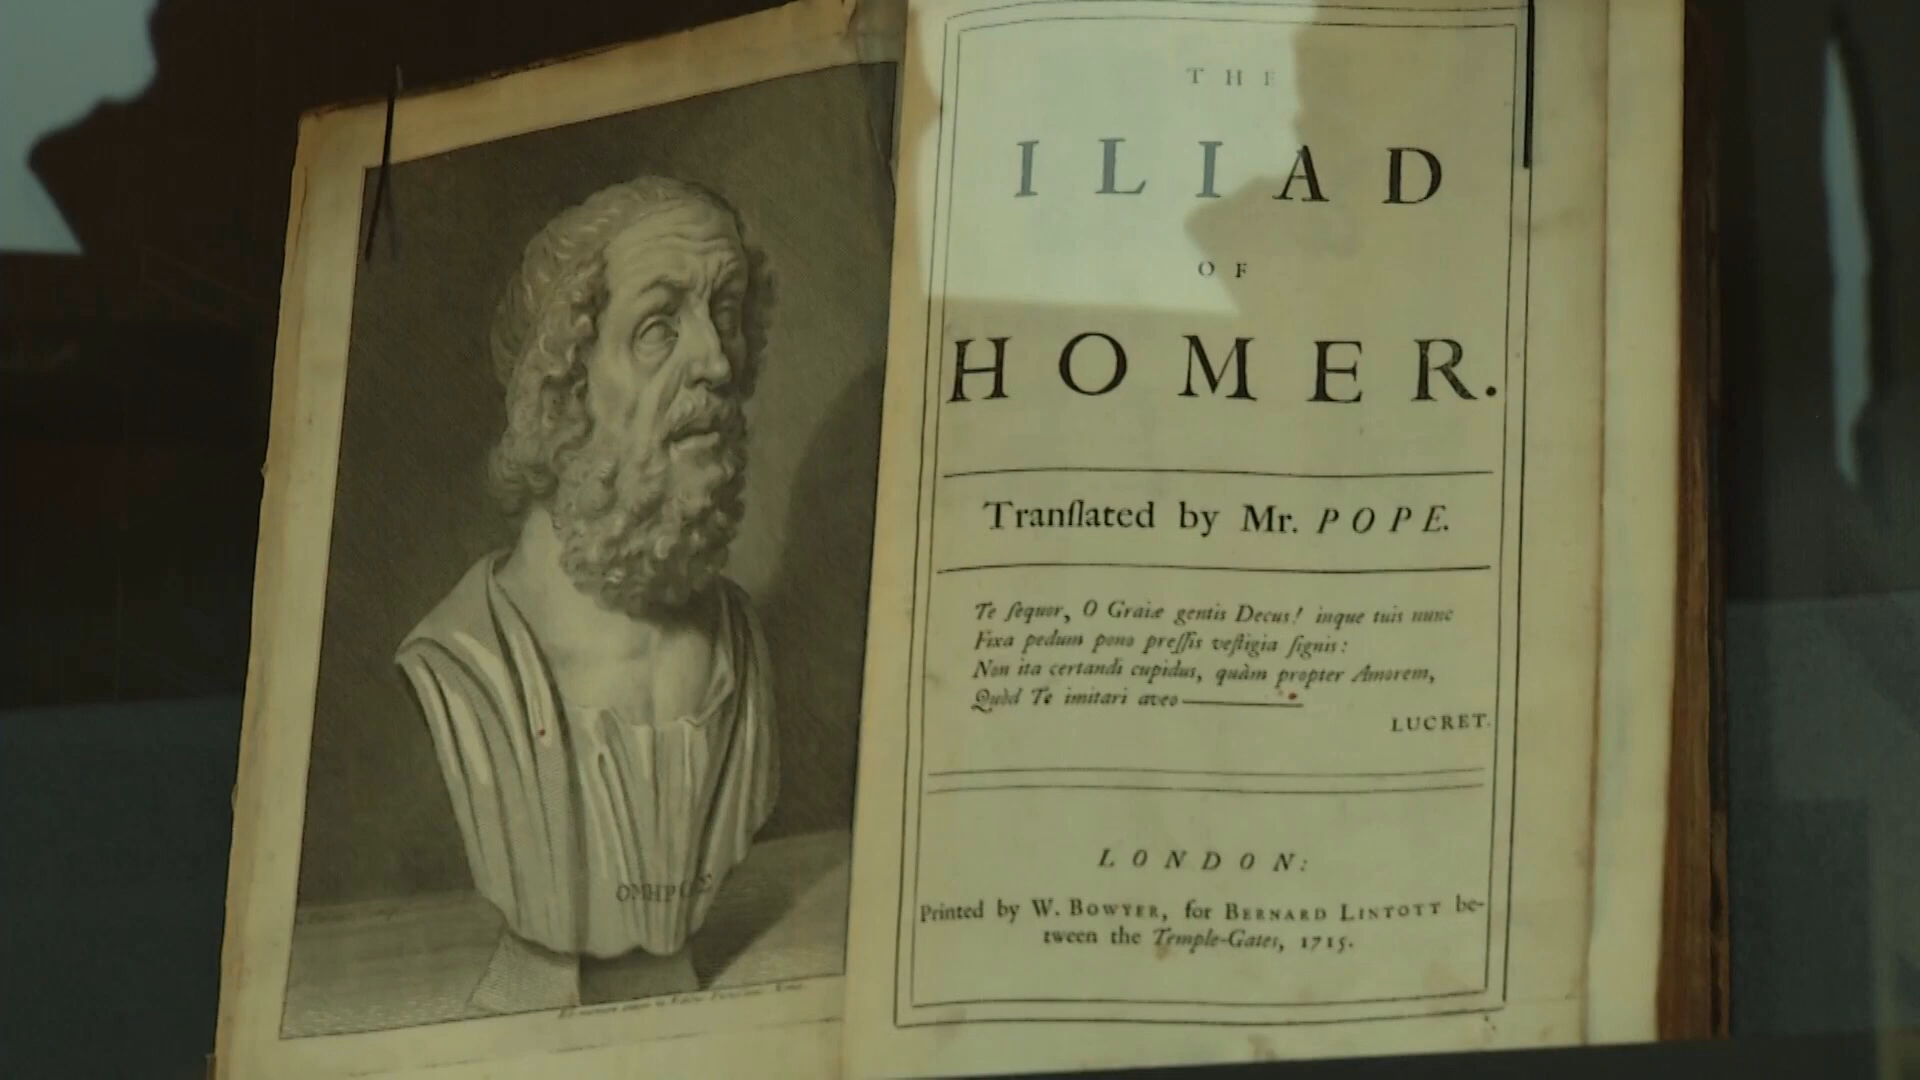 ΟΜΗΡΟΣ
THE
ILIAD
OF
HOMER.
Tranſlated by Mr. POPE.
Te ſequor, O Graiæ gentis Decus! inque tuis nunc
Fixa pedum pono preſſis veſtigia ſignis:
Non ita certandi cupidus, quàm propter Amorem,
Quòd Te imitari aveo———
LUCRET.
LONDON:
Printed by W. BOWYER, for BERNARD LINTOTT be-
tween the Temple-Gates, 1715.